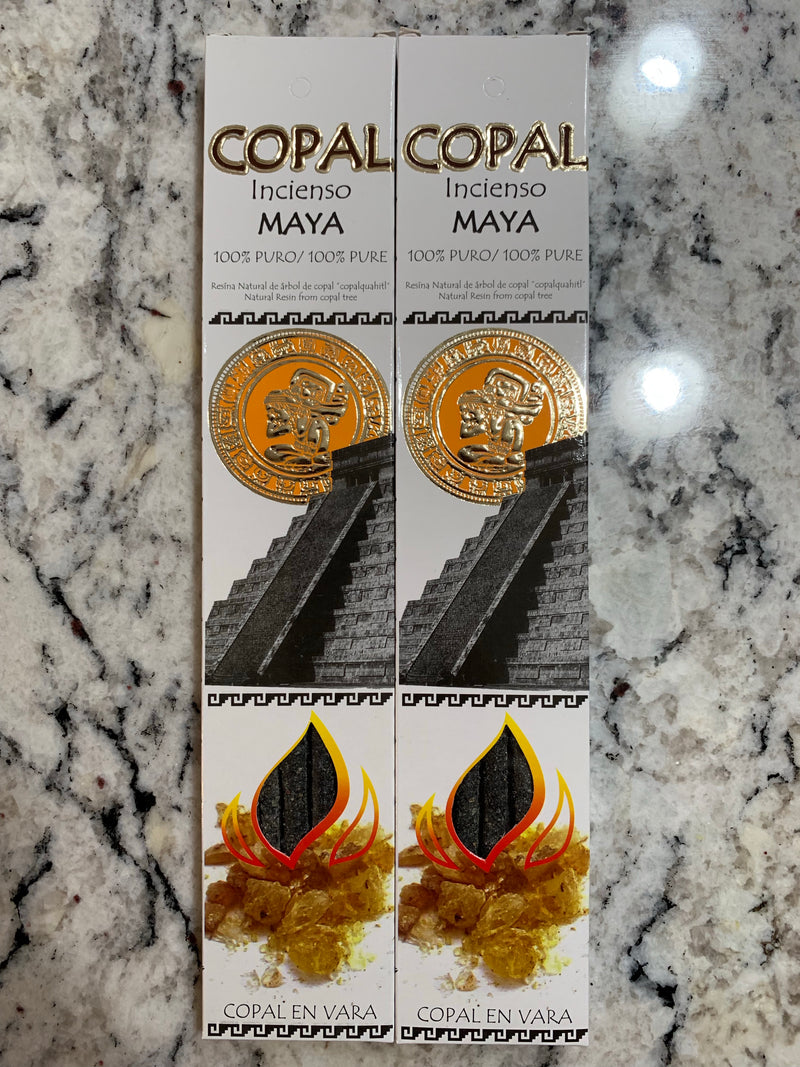 COPAL
Incienso
MAYA
100% PURO/ 100% PURE
Resina Natural de árbol de copal "copalquahitl"
Natural Resin from copal tree
COPAL EN VARA
COPAL
Incienso
MAYA
100% PURO/ 100% PURE
Resina Natural de árbol de copal "copalquahitl"
Natural Resin from copal tree
COPAL EN VARA